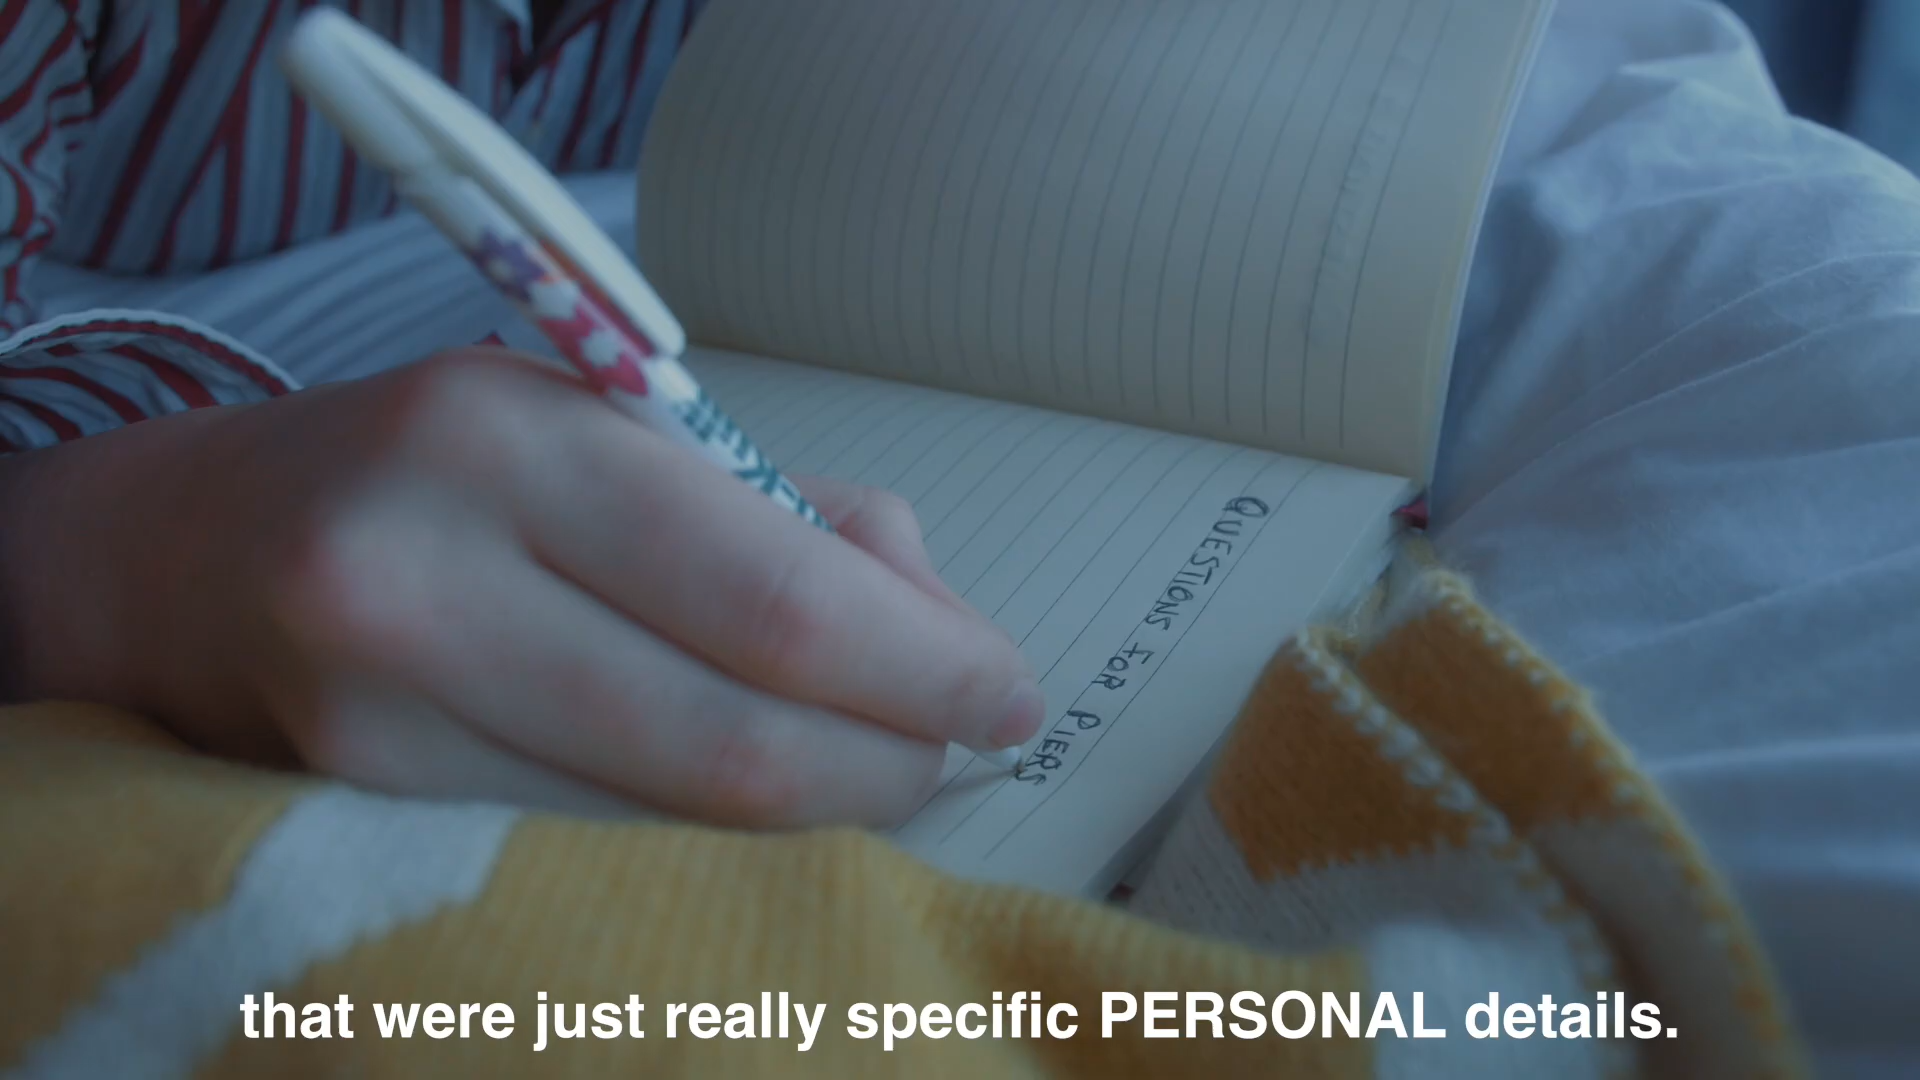 QUESTIONS FOR PIERS
that were just really specific PERSONAL details.